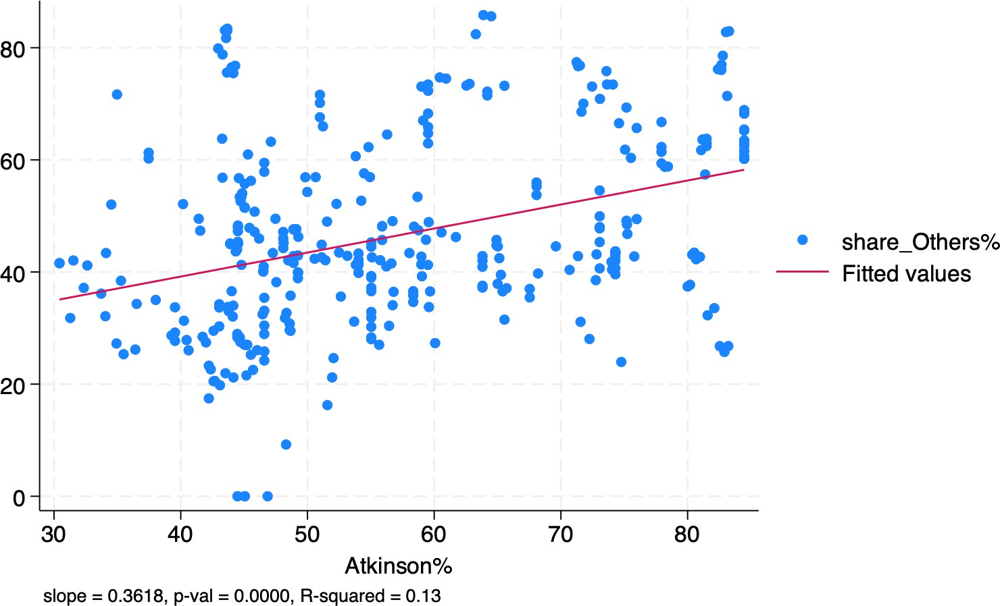 80
60
40
20
0
30 40 50 60 70 80
Atkinson%
share_Others%
Fitted values
slope = 0.3618, p-val = 0.0000, R-squared = 0.13